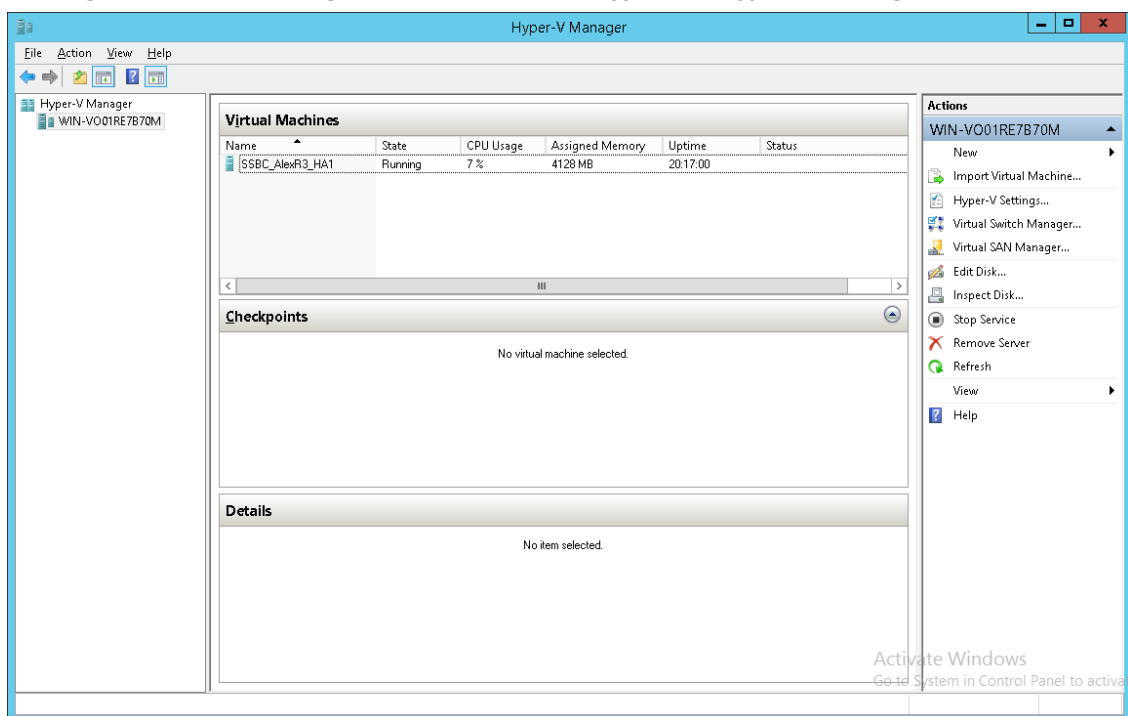 Hyper-V Manager
File Action View Help
Hyper-V Manager
WIN-VO01RE7B70M
Virtual Machines
Name State CPU Usage Assigned Memory Uptime Status
SSBC_AlexR3_HA1 Running 7 % 4128 MB 20:17:00
Checkpoints
No virtual machine selected.
Details
No item selected.
Actions
WIN-VO01RE7B70M
New
Import Virtual Machine...
Hyper-V Settings...
Virtual Switch Manager...
Virtual SAN Manager...
Edit Disk...
Inspect Disk...
Stop Service
Remove Server
Refresh
View
Help
Activate Windows
Go to System in Control Panel to activa